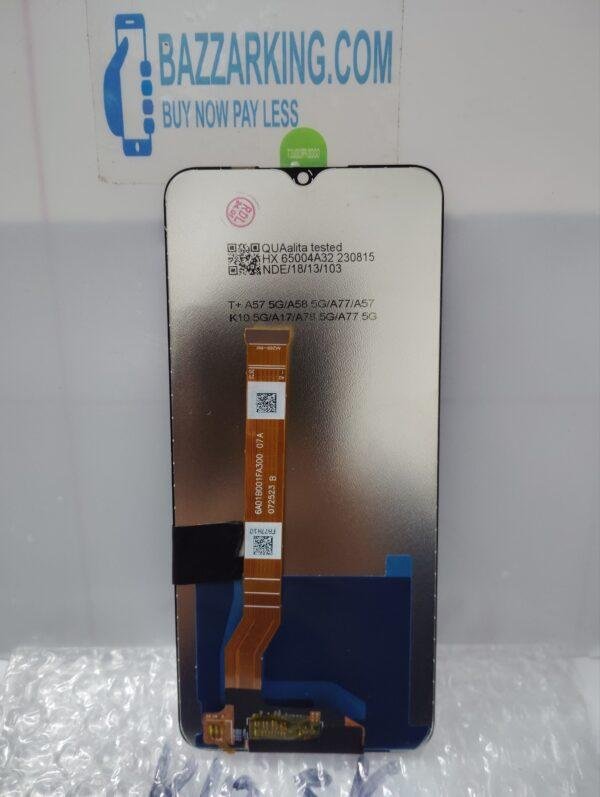 BAZZARKING.COM
BUY NOW PAY LESS
RDL
QUAalita tested
HX 65004A32 230815
NDE/18/13/103
T+ A57 5G/A58 5G/A77/A57
K10 5G/A17/A78 5G/A77 5G
6A01B001FA300 07A
072523 B